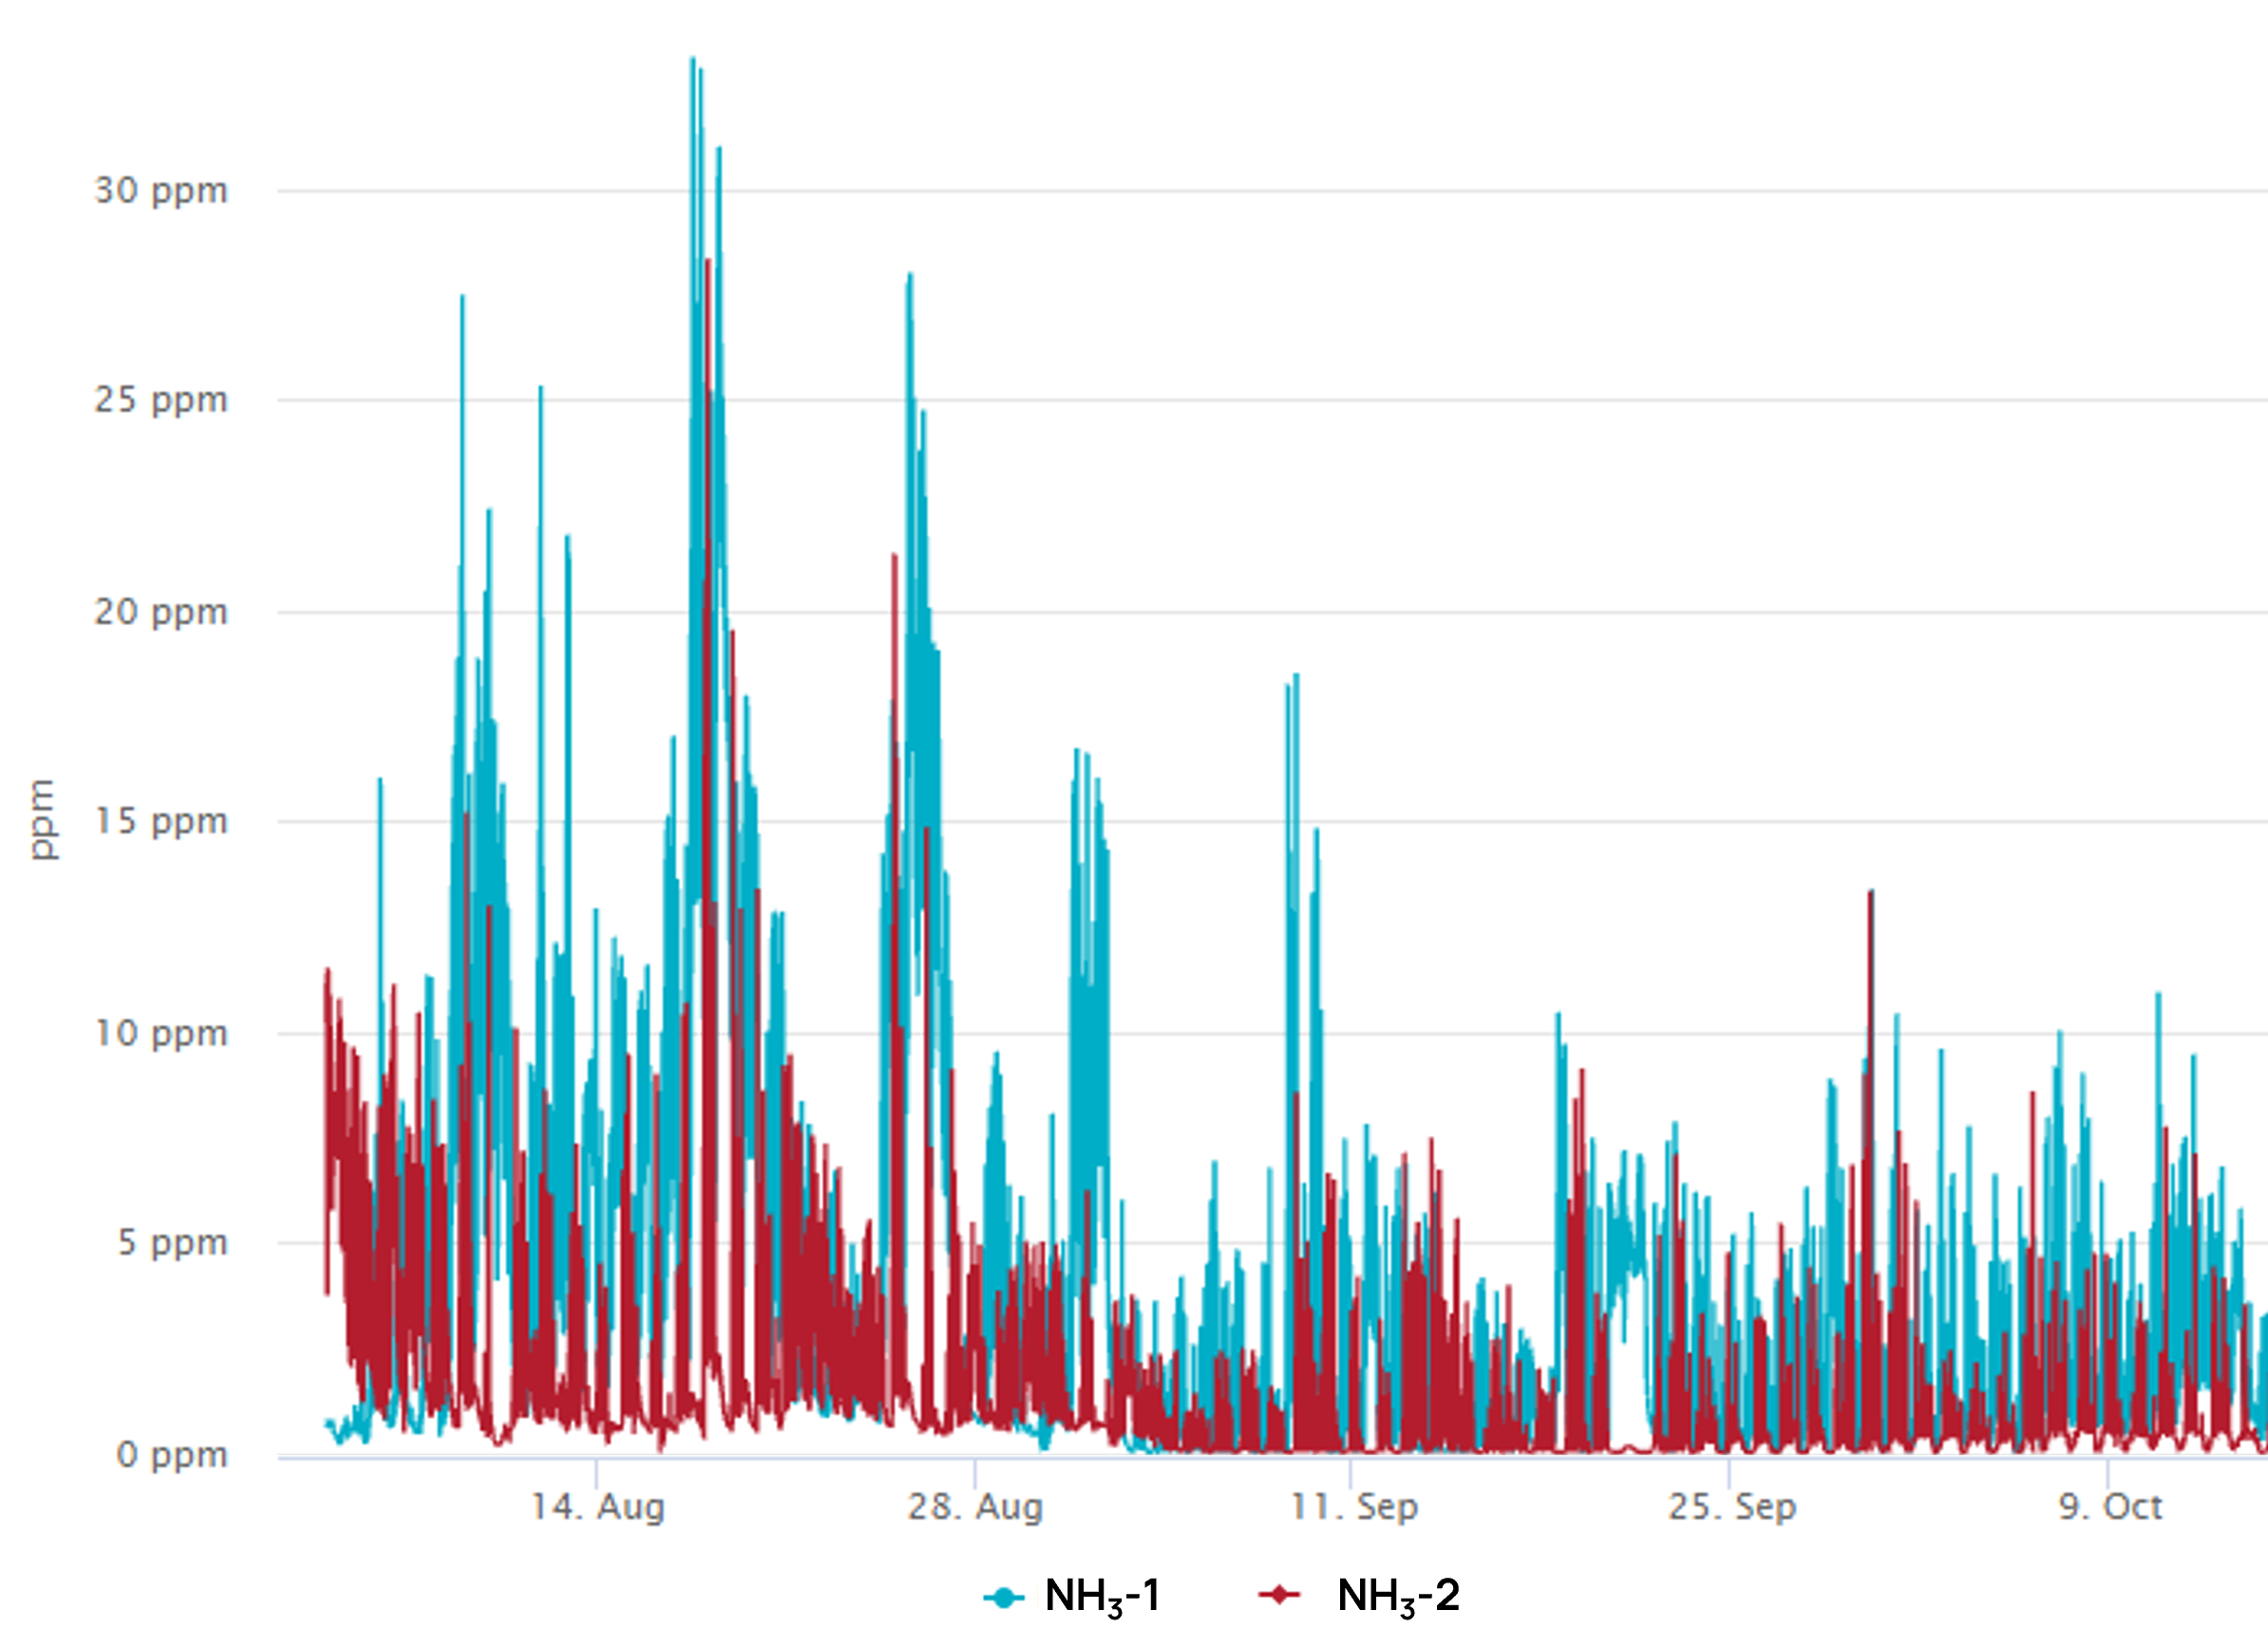 30 ppm
25 ppm
20 ppm
15 ppm
10 ppm
5 ppm
0 ppm
ppm
14. Aug 28. Aug 11. Sep 25. Sep 9. Oct
NH₃-1 NH₃-2